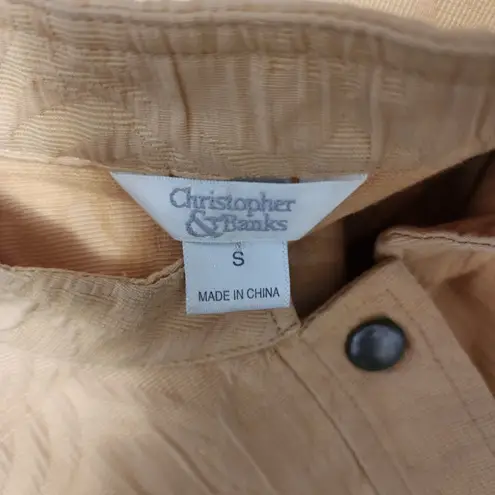 Christopher
& Banks
S
MADE IN CHINA